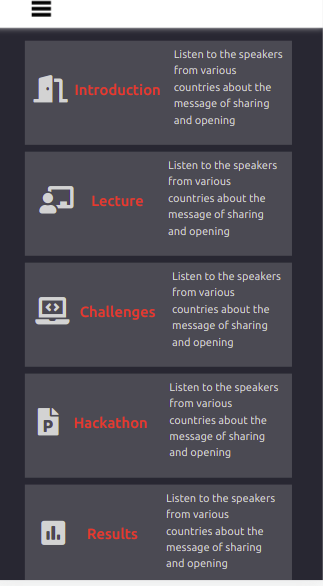 Introduction
Listen to the speakers
from various
countries about the
message of sharing
and opening
Lecture
Listen to the speakers
from various
countries about the
message of sharing
and opening
Challenges
Listen to the speakers
from various
countries about the
message of sharing
and opening
P
Hackathon
Listen to the speakers
from various
countries about the
message of sharing
and opening
Results
Listen to the speakers
from various
countries about the
message of sharing
and opening